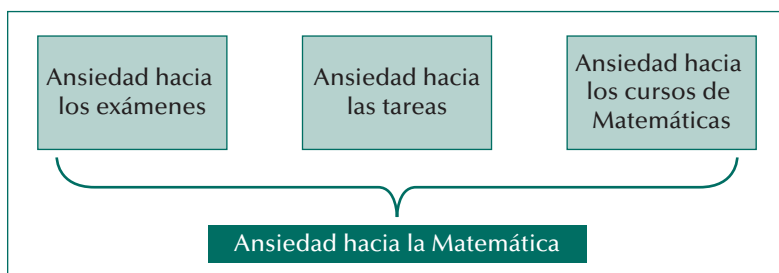 Ansiedad hacia
los exámenes
Ansiedad hacia
las tareas
Ansiedad hacia
los cursos de
Matemáticas
Ansiedad hacia la Matemática